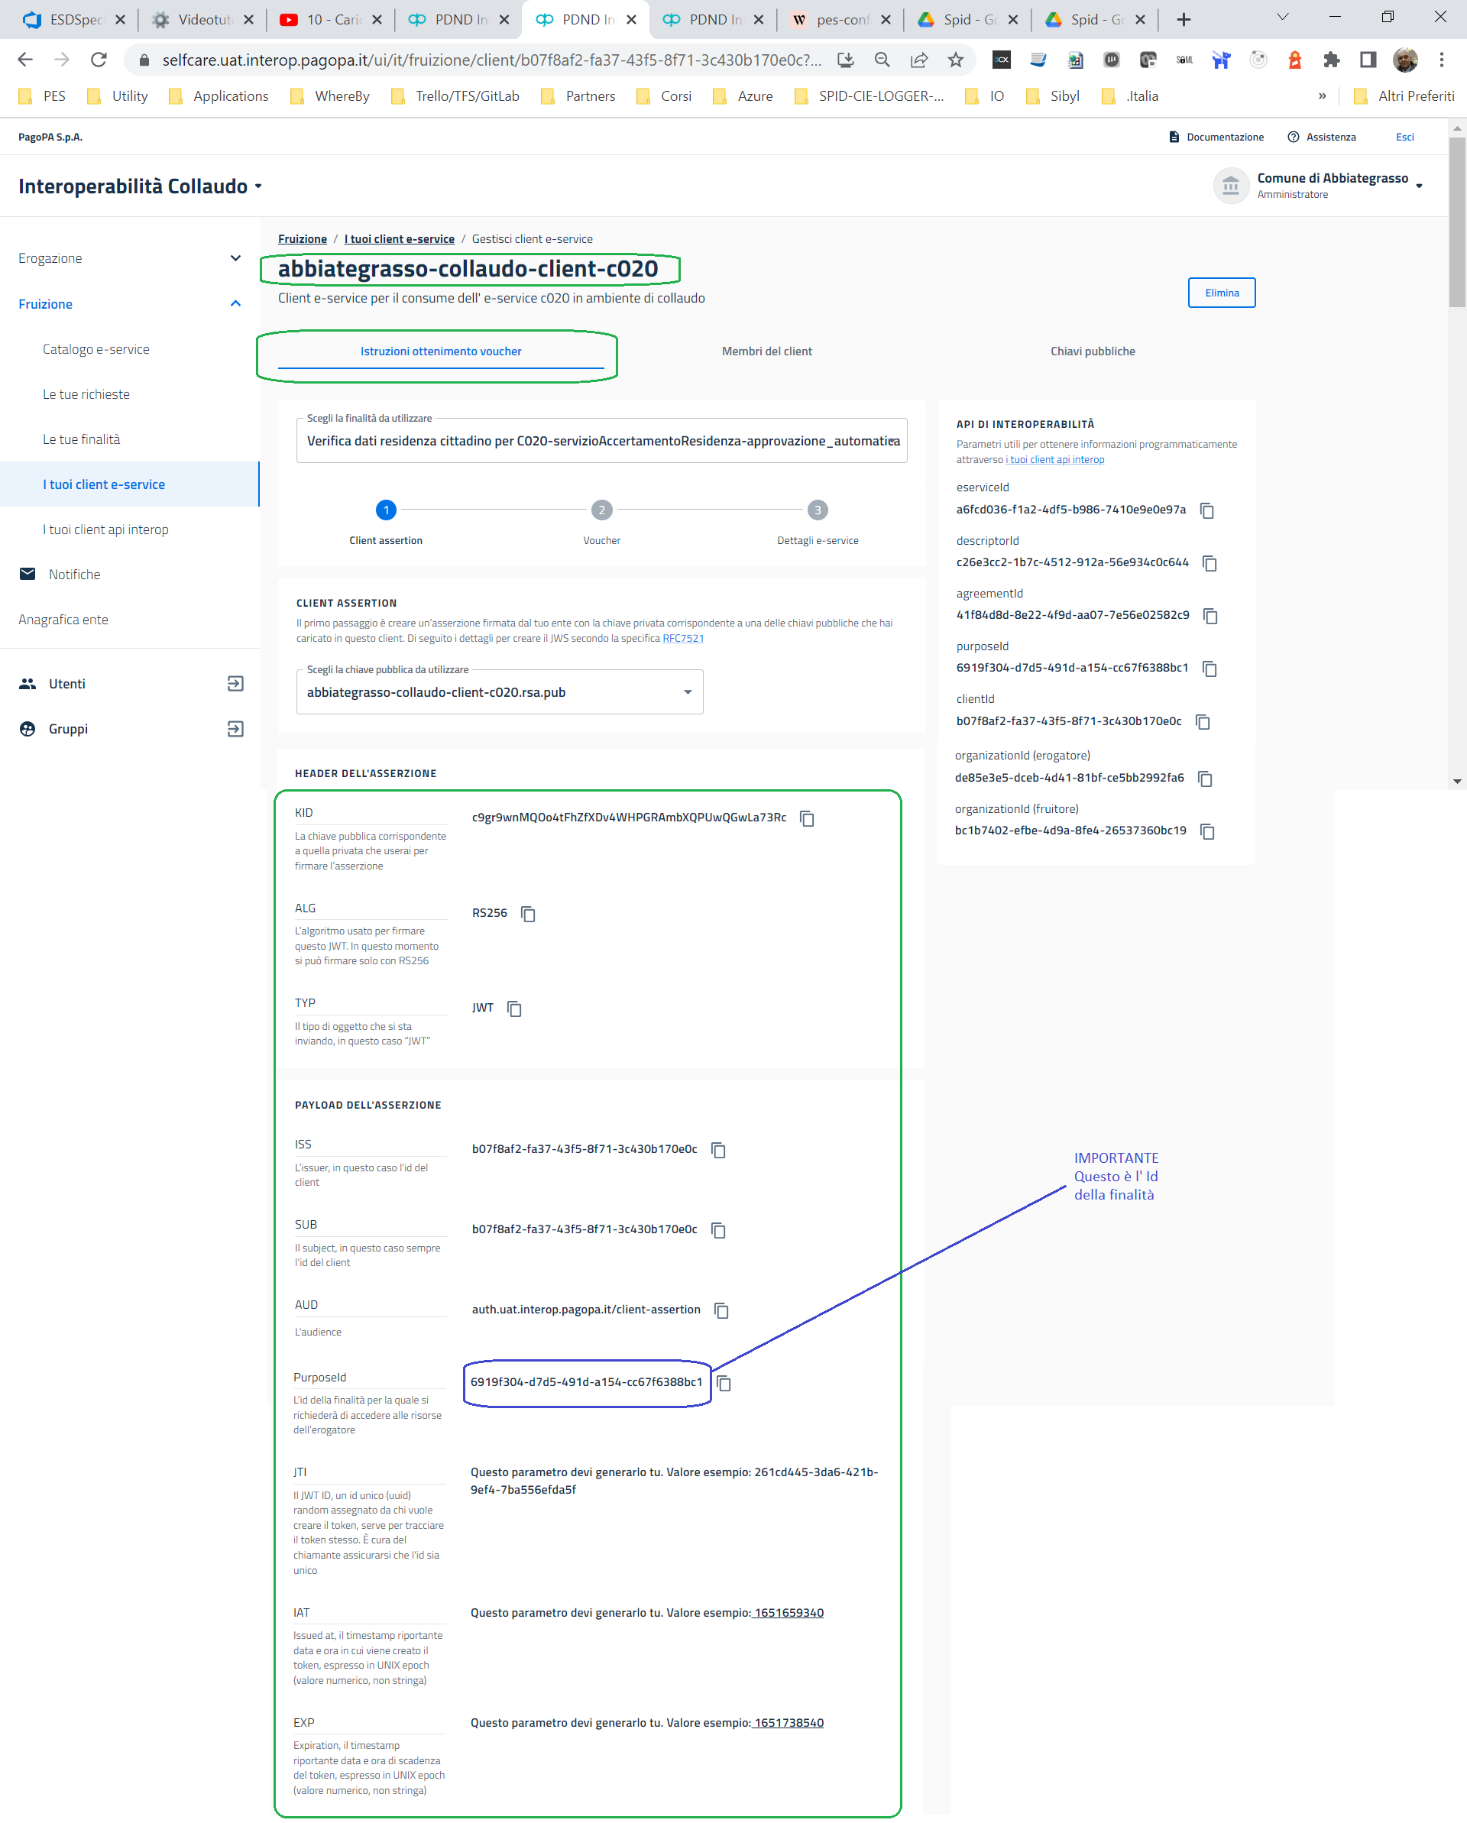 ESDSpeci
Videotuto
10 - Caric
PDND In
PDND In
PDND In
pes-conf
Spid - Go
Spid - Go
selfcare.uat.interop.pagopa.it/ui/it/fruizione/client/b07f8af2-fa37-43f5-8f71-3c430b170e0c?...
PES
Utility
Applications
WhereBy
Trello/TFS/GitLab
Partners
Corsi
Azure
SPID-CIE-LOGGER-...
IO
Sibyl
.Italia
»
Altri Preferiti
PagoPA S.p.A.
Documentazione
Assistenza
Esci
Interoperabilità Collaudo
Comune di Abbiategrasso
Amministratore
Erogazione
Fruizione
Catalogo e-service
Le tue richieste
Le tue finalità
I tuoi client e-service
I tuoi client api interop
Notifiche
Anagrafica ente
Utenti
Gruppi
Fruizione / I tuoi client e-service / Gestisci client e-service
abbiategrasso-collaudo-client-c020
Client e-service per il consume dell' e-service c020 in ambiente di collaudo
Elimina
Istruzioni ottenimento voucher
Membri del client
Chiavi pubbliche
Scegli la finalità da utilizzare
Verifica dati residenza cittadino per C020-servizioAccertamentoResidenza-approvazione_automatica
1
2
3
Client assertion
Voucher
Dettagli e-service
CLIENT ASSERTION
Il primo passaggio è creare un'asserzione firmata dal tuo ente con la chiave privata corrispondente a una delle chiavi pubbliche che hai
caricato in questo client. Di seguito i dettagli per creare il JWS secondo la specifica RFC7521
Scegli la chiave pubblica da utilizzare
abbiategrasso-collaudo-client-c020.rsa.pub
API DI INTEROPERABILITÀ
Parametri utili per ottenere informazioni programmaticamente
attraverso i tuoi client api interop
eserviceId
a6fcd036-f1a2-4df5-b986-7410e9e0e97a
descriptorId
c26e3cc2-1b7c-4512-912a-56e934c0c644
agreementId
41f84d8d-8e22-4f9d-aa07-7e56e02582c9
purposeId
6919f304-d7d5-491d-a154-cc67f6388bc1
clientId
b07f8af2-fa37-43f5-8f71-3c430b170e0c
organizationId (erogatore)
de85e3e5-dceb-4d41-81bf-ce5bb2992fa6
organizationId (fruitore)
bc1b7402-efbe-4d9a-8fe4-26537360bc19
HEADER DELL'ASSERZIONE
KID
c9gr9wnMQOo4tFhZfXDv4WHPGRAmbXQPUwQGwLa73Rc
La chiave pubblica corrispondente
a quella privata che userai per
firmare l'asserzione
ALG
RS256
L'algoritmo usato per firmare
questo JWT. In questo momento
si può firmare solo con RS256
TYP
JWT
Il tipo di oggetto che si sta
inviando, in questo caso "JWT"
PAYLOAD DELL'ASSERZIONE
ISS
b07f8af2-fa37-43f5-8f71-3c430b170e0c
L'issuer, in questo caso l'id del
client
SUB
b07f8af2-fa37-43f5-8f71-3c430b170e0c
Il subject, in questo caso sempre
l'id del client
AUD
auth.uat.interop.pagopa.it/client-assertion
L'audience
PurposeId
6919f304-d7d5-491d-a154-cc67f6388bc1
L'id della finalità per la quale si
richiederà di accedere alle risorse
dell'erogatore
IMPORTANTE
Questo è l' Id
della finalità
JTI
Questo parametro devi generarlo tu. Valore esempio: 261cd445-3da6-421b-
9ef4-7ba556efda5f
Il JWT ID, un id unico (uuid)
random assegnato da chi vuole
creare il token, serve per tracciare
il token stesso. È cura del
chiamante assicurarsi che l'id sia
unico
IAT
Questo parametro devi generarlo tu. Valore esempio: 1651659340
Issued at, il timestamp riportante
data e ora in cui viene creato il
token, espresso in UNIX epoch
(valore numerico, non stringa)
EXP
Questo parametro devi generarlo tu. Valore esempio: 1651738540
Expiration, il timestamp
riportante data e ora di scadenza
del token, espresso in UNIX epoch
(valore numerico, non stringa)